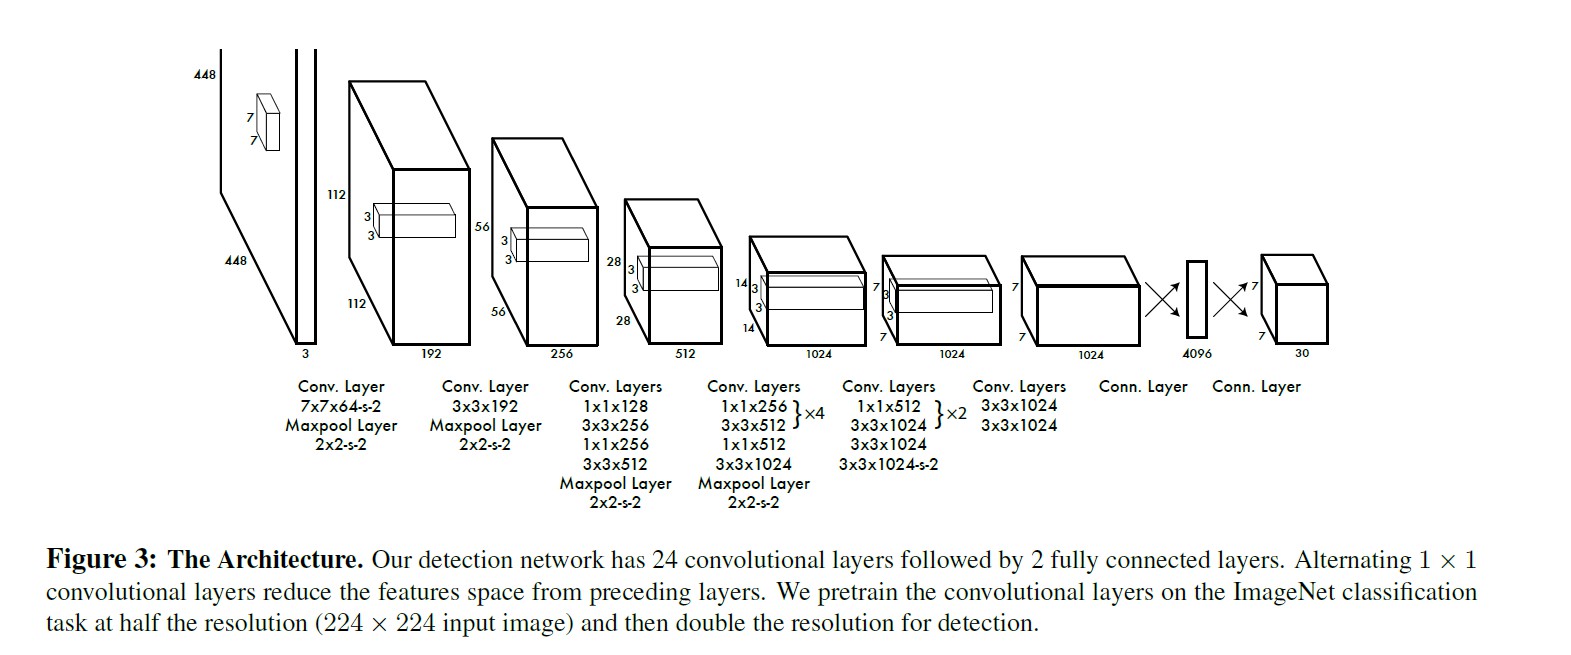 448
7
7
448
3
112
3
3
112
192
56
3
3
56
256
28
3
3
28
512
14
3
3
14
1024
7
3
3
7
1024
7
7
1024
4096
7
7
30
Conv. Layer
7x7x64-s-2
Maxpool Layer
2x2-s-2
Conv. Layer
3x3x192
Maxpool Layer
2x2-s-2
Conv. Layers
1x1x128
3x3x256
1x1x256
3x3x512
Maxpool Layer
2x2-s-2
Conv. Layers
1x1x256
3x3x512 }×4
1x1x512
3x3x1024
Maxpool Layer
2x2-s-2
Conv. Layers
1x1x512
3x3x1024 }×2
3x3x1024
3x3x1024-s-2
Conv. Layers
3x3x1024
3x3x1024
Conn. Layer
Conn. Layer
Figure 3: The Architecture. Our detection network has 24 convolutional layers followed by 2 fully connected layers. Alternating 1 × 1
convolutional layers reduce the features space from preceding layers. We pretrain the convolutional layers on the ImageNet classification
task at half the resolution (224 × 224 input image) and then double the resolution for detection.